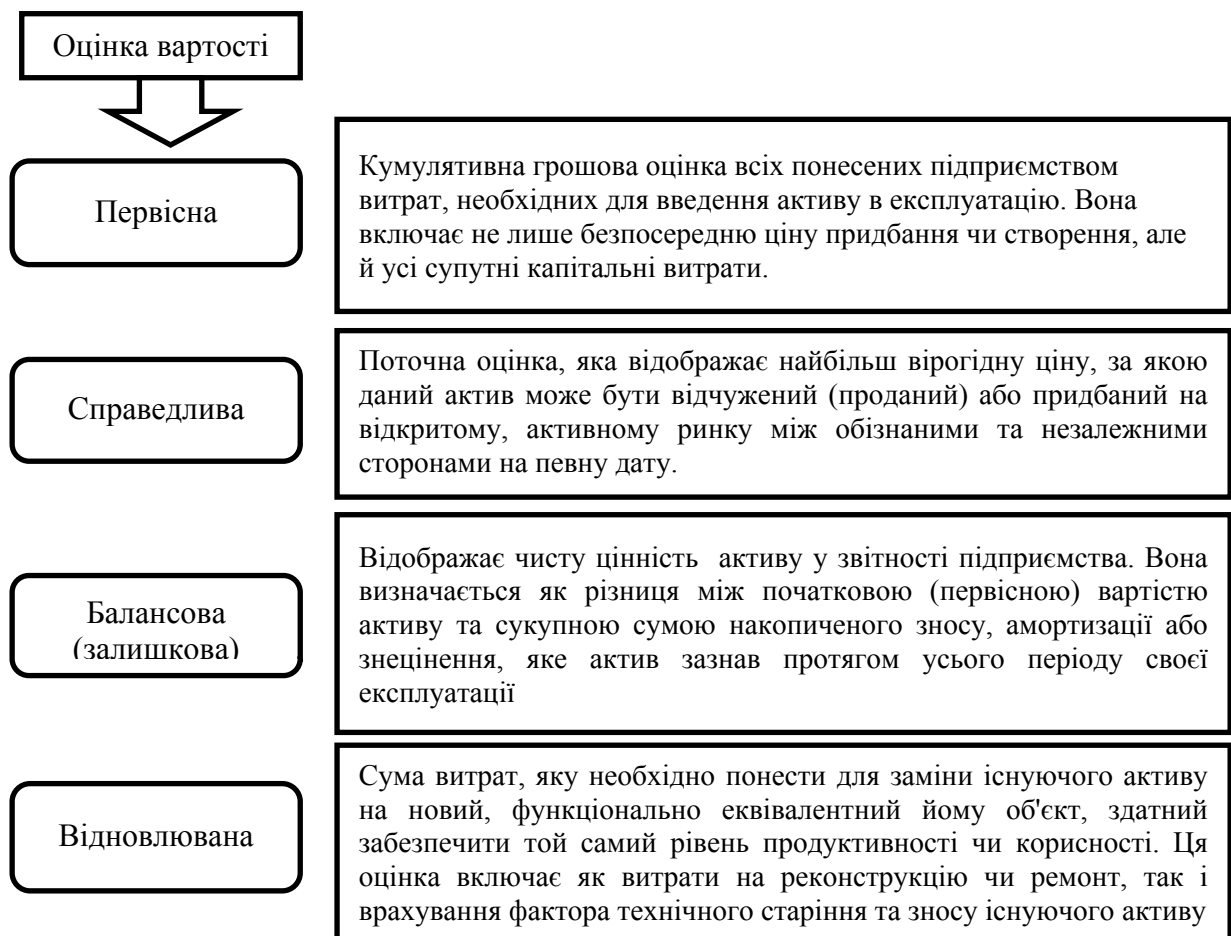 Оцінка вартості
Первісна
Кумулятивна грошова оцінка всіх понесених підприємством
витрат, необхідних для введення активу в експлуатацію. Вона
включає не лише безпосередню ціну придбання чи створення, але
й усі супутні капітальні витрати.
Справедлива
Поточна оцінка, яка відображає найбільш вірогідну ціну, за якою
даний актив може бути відчужений (проданий) або придбаний на
відкритому, активному ринку між обізнаними та незалежними
сторонами на певну дату.
Балансова
(залишкова)
Відображає чисту цінність активу у звітності підприємства. Вона
визначається як різниця між початковою (первісною) вартістю
активу та сукупною сумою накопиченого зносу, амортизації або
знецінення, яке актив зазнав протягом усього періоду своєї
експлуатації
Відновлювана
Сума витрат, яку необхідно понести для заміни існуючого активу
на новий, функціонально еквівалентний йому об'єкт, здатний
забезпечити той самий рівень продуктивності чи корисності. Ця
оцінка включає як витрати на реконструкцію чи ремонт, так і
врахування фактора технічного старіння та зносу існуючого активу